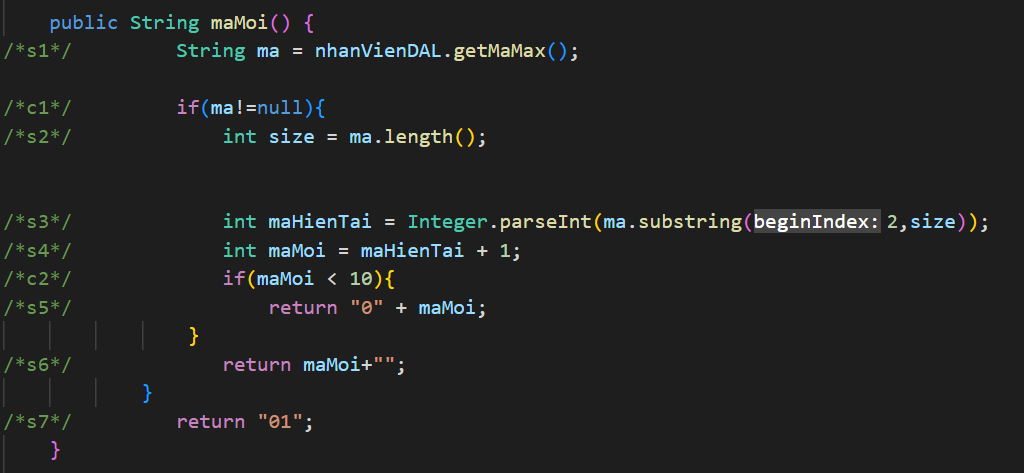 public String maMoi() {
/*s1*/ String ma = nhanVienDAL.getMaMax();
/*c1*/ if(ma!=null){
/*s2*/ int size = ma.length();
/*s3*/ int maHienTai = Integer.parseInt(ma.substring(beginIndex: 2,size));
/*s4*/ int maMoi = maHienTai + 1;
/*c2*/ if(maMoi < 10){
/*s5*/ return "0" + maMoi;
}
/*s6*/ return maMoi+"";
}
/*s7*/ return "01";
}